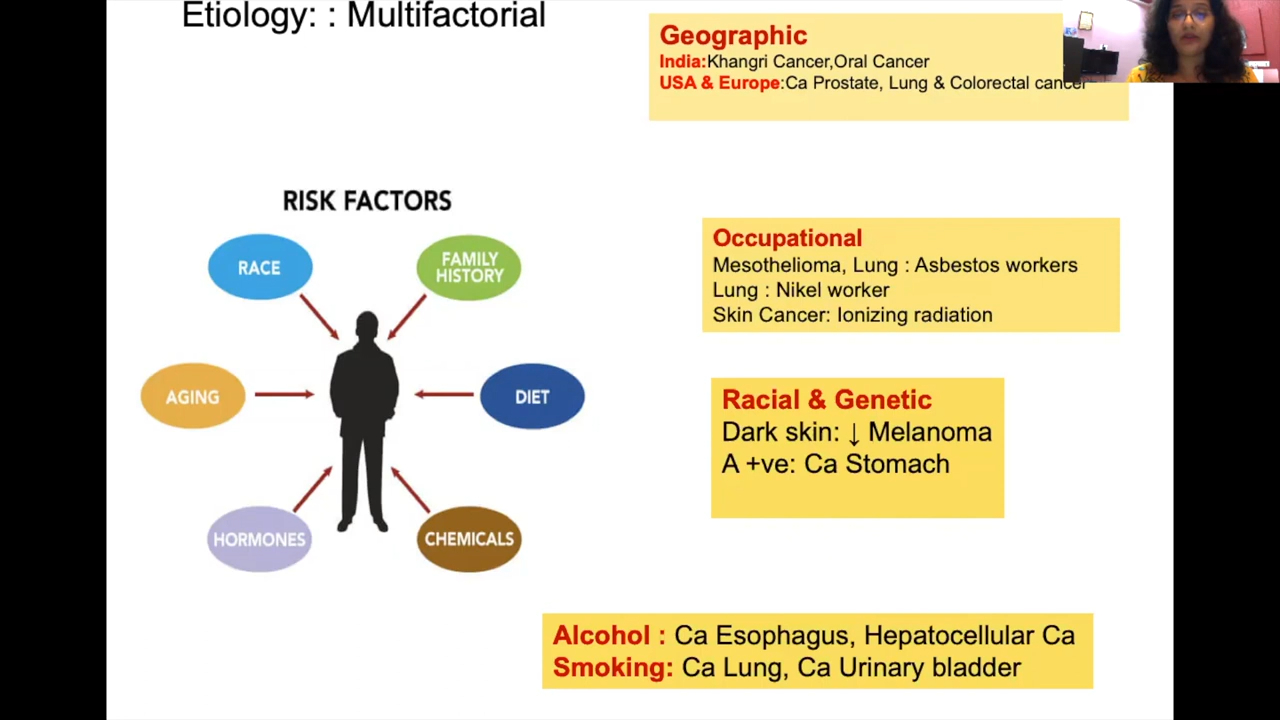 Etiology: : Multifactorial
Geographic
India:Khangri Cancer,Oral Cancer
USA & Europe:Ca Prostate, Lung & Colorectal cancer
RISK FACTORS
RACE
FAMILY
HISTORY
AGING
DIET
HORMONES
CHEMICALS
Occupational
Mesothelioma, Lung : Asbestos workers
Lung : Nikel worker
Skin Cancer: Ionizing radiation
Racial & Genetic
Dark skin: ↓ Melanoma
A +ve: Ca Stomach
Alcohol : Ca Esophagus, Hepatocellular Ca
Smoking: Ca Lung, Ca Urinary bladder